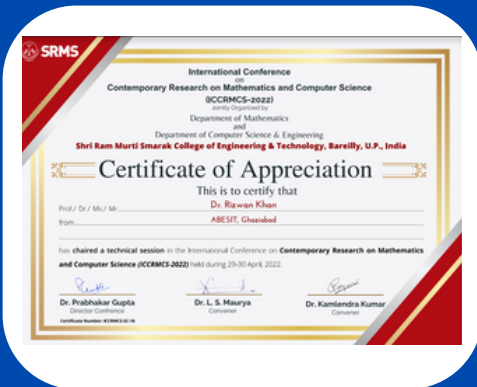 SRMS
International Conference
on
Contemporary Research on Mathematics and Computer Science
(ICCRMCS-2022)
Jointly Organized by
Department of Mathematics
and
Department of Computer Science & Engineering
Shri Ram Murti Smarak College of Engineering & Technology, Bareilly, U.P., India
Certificate of Appreciation
This is to certify that
Prof./ Dr./ Ms./ Mr. Dr. Rizwan Khan
from ABESIT, Ghaziabad
has chaired a technical session in the International Conference on Contemporary Research on Mathematics
and Computer Science (ICCRMCS-2022) held during 29-30 April, 2022.
Dr. Prabhakar Gupta
Director Confrence
Dr. L. S. Maurya
Convener
Dr. Kamlendra Kumar
Convener
Certificate Number: